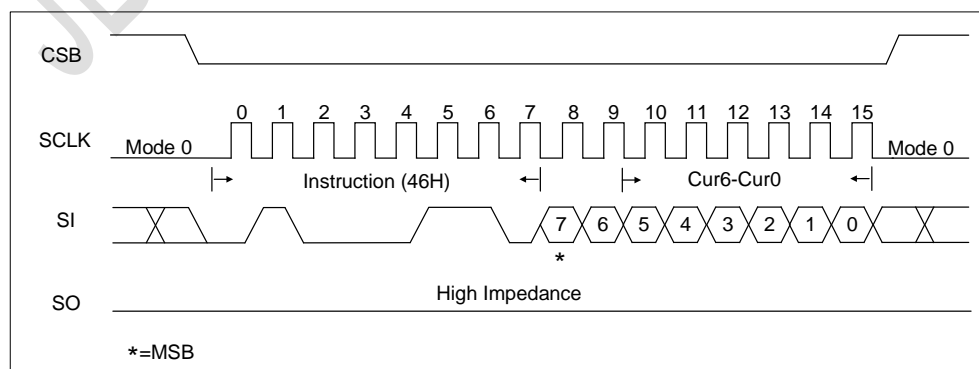 CSB
0 1 2 3 4 5 6 7 8 9 10 11 12 13 14 15
SCLK
Mode 0 Mode 0
Instruction (46H) Cur6-Cur0
SI
7 6 5 4 3 2 1 0
*
SO
High Impedance
*=MSB